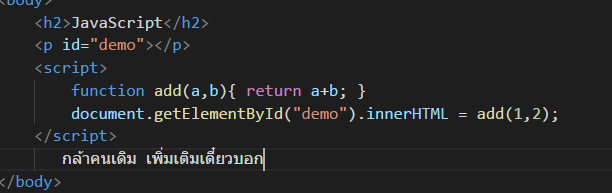 <body>
<h2>JavaScript</h2>
<p id="demo"></p>
<script>
function add(a,b){ return a+b; }
document.getElementById("demo").innerHTML = add(1,2);
</script>
กล้าคนเดิม เพิ่มเติมเดี๋ยวบอก
</body>